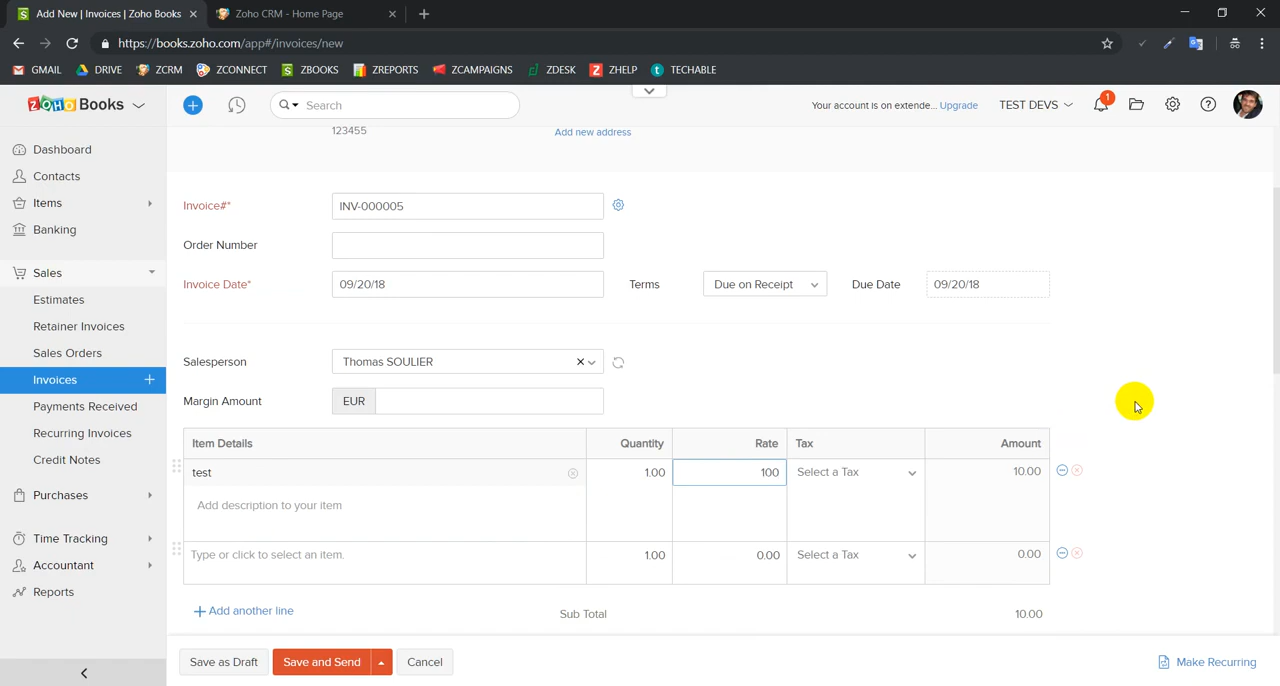 Add New | Invoices | Zoho Books
Zoho CRM - Home Page
https://books.zoho.com/app#/invoices/new
GMAIL DRIVE ZCRM ZCONNECT ZBOOKS ZREPORTS ZCAMPAIGNS ZDESK ZHELP TECHABLE
ZOHO Books
Search
Your account is on extende... Upgrade
TEST DEVS
1
Dashboard
Contacts
Items
Banking
Sales
Estimates
Retainer Invoices
Sales Orders
Invoices
Payments Received
Recurring Invoices
Credit Notes
Purchases
Time Tracking
Accountant
Reports
123455
Add new address
Invoice#* INV-000005
Order Number
Invoice Date* 09/20/18 Terms Due on Receipt Due Date 09/20/18
Salesperson Thomas SOULIER
Margin Amount EUR
Item Details Quantity Rate Tax Amount
test 1.00 100 Select a Tax 10.00
Add description to your item
Type or click to select an item. 1.00 0.00 Select a Tax 0.00
Add another line
Sub Total 10.00
Save as Draft Save and Send Cancel Make Recurring